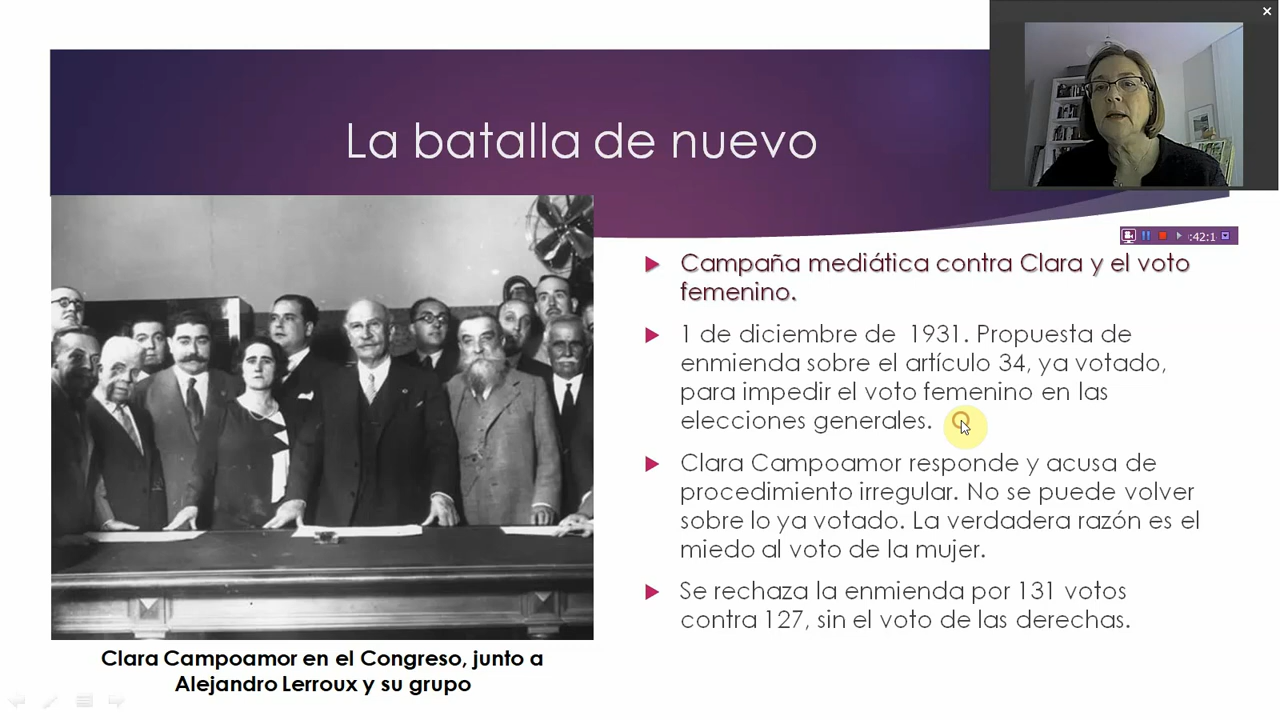 La batalla de nuevo
:42:1
Campaña mediática contra Clara y el voto
femenino.
1 de diciembre de 1931. Propuesta de
enmienda sobre el artículo 34, ya votado,
para impedir el voto femenino en las
elecciones generales.
Clara Campoamor responde y acusa de
procedimiento irregular. No se puede volver
sobre lo ya votado. La verdadera razón es el
miedo al voto de la mujer.
Se rechaza la enmienda por 131 votos
contra 127, sin el voto de las derechas.
Clara Campoamor en el Congreso, junto a
Alejandro Lerroux y su grupo